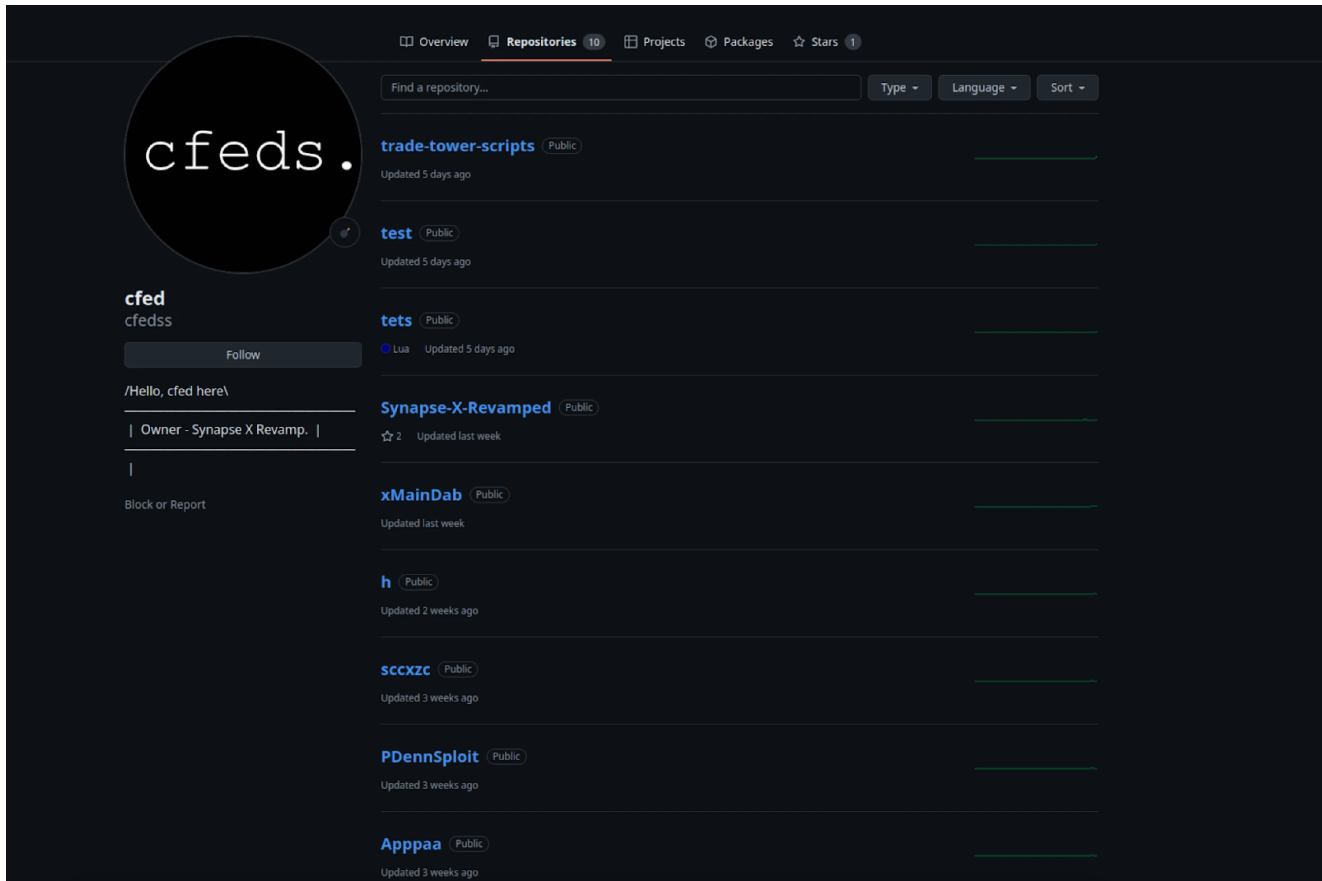 Overview Repositories 10 Projects Packages Stars 1
cfeds.
cfed
cfedss
Follow
/Hello, cfed here\
| Owner - Synapse X Revamp. |
|
Block or Report
Find a repository... Type Language Sort
trade-tower-scripts Public
Updated 5 days ago
test Public
Updated 5 days ago
tets Public
Lua Updated 5 days ago
Synapse-X-Revamped Public
2 Updated last week
xMainDab Public
Updated last week
h Public
Updated 2 weeks ago
sccxzc Public
Updated 3 weeks ago
PDennSploit Public
Updated 3 weeks ago
Apppaa Public
Updated 3 weeks ago